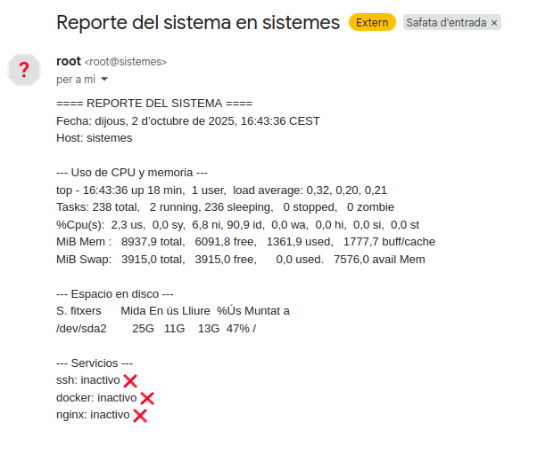 Reporte del sistema en sistemes Extern Safata d'entrada ×
root <root@sistemes>
per a mi
==== REPORTE DEL SISTEMA ====
Fecha: dijous, 2 d’octubre de 2025, 16:43:36 CEST
Host: sistemes
--- Uso de CPU y memoria ---
top - 16:43:36 up 18 min, 1 user, load average: 0,32, 0,20, 0,21
Tasks: 238 total, 2 running, 236 sleeping, 0 stopped, 0 zombie
%Cpu(s): 2,3 us, 0,0 sy, 6,8 ni, 90,9 id, 0,0 wa, 0,0 hi, 0,0 si, 0,0 st
MiB Mem : 8937,9 total, 6091,8 free, 1361,9 used, 1777,7 buff/cache
MiB Swap: 3915,0 total, 3915,0 free, 0,0 used. 7576,0 avail Mem
--- Espacio en disco ---
S. fitxers Mida En ús Lliure %Ús Muntat a
/dev/sda2 25G 11G 13G 47% /
--- Servicios ---
ssh: inactivo ❌
docker: inactivo ❌
nginx: inactivo ❌